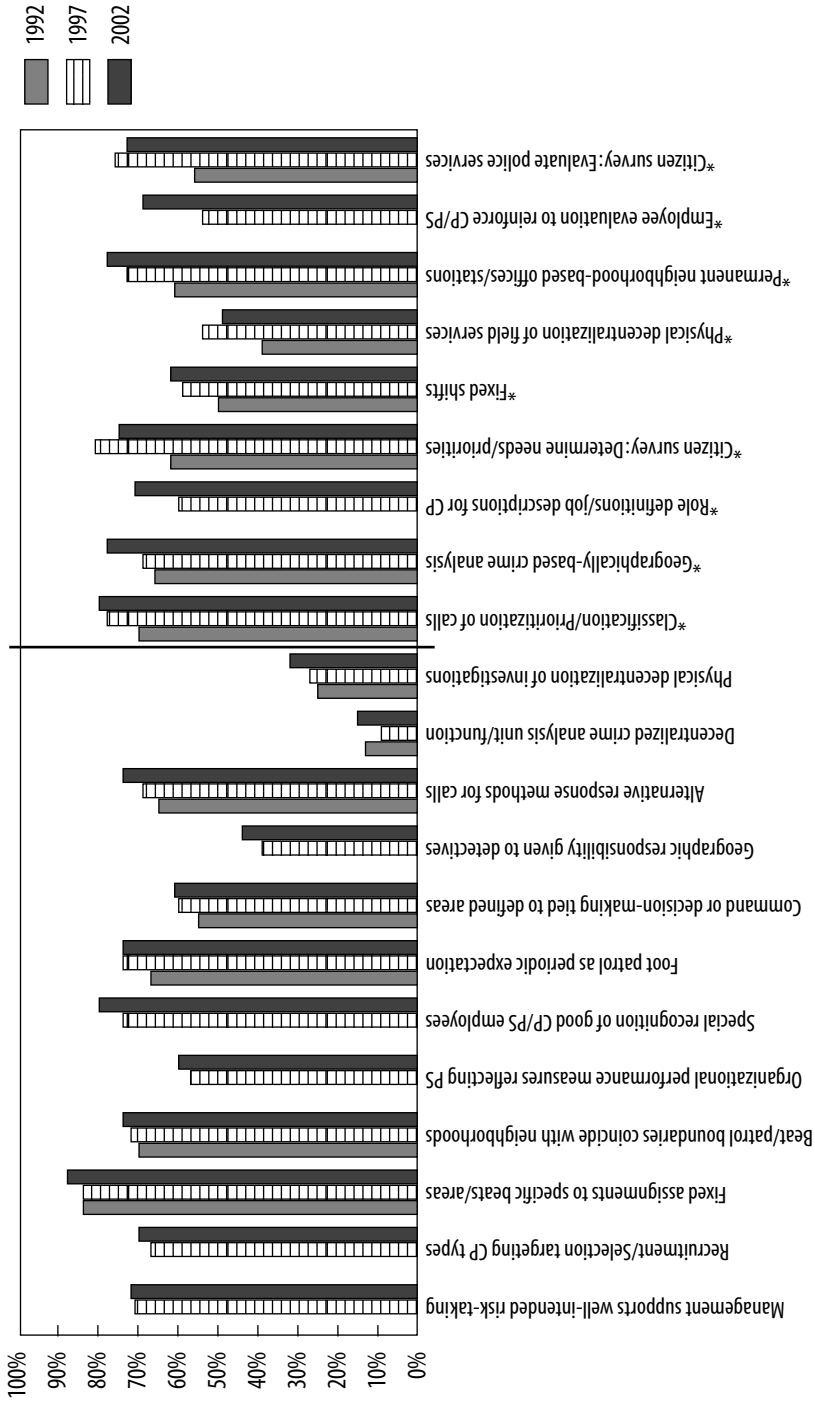 1992
1997
2002
100%
90%
80%
70%
60%
50%
40%
30%
20%
10%
0%
Management supports well-intended risk-taking
Recruitment/Selection targeting CP types
Fixed assignments to specific beats/areas
Beat/patrol boundaries coincide with neighborhoods
Organizational performance measures reflecting PS
Special recognition of good CP/PS employees
Foot patrol as periodic expectation
Command or decision-making tied to defined areas
Geographic responsibility given to detectives
Alternative response methods for calls
Decentralized crime analysis unit/function
Physical decentralization of investigations
*Classification/Prioritization of calls
*Geographically-based crime analysis
*Role definitions/job descriptions for CP
*Citizen survey: Determine needs/priorities
*Fixed shifts
*Physical decentralization of field services
*Permanent neighborhood-based offices/stations
*Employee evaluation to reinforce CP/PS
*Citizen survey: Evaluate police services